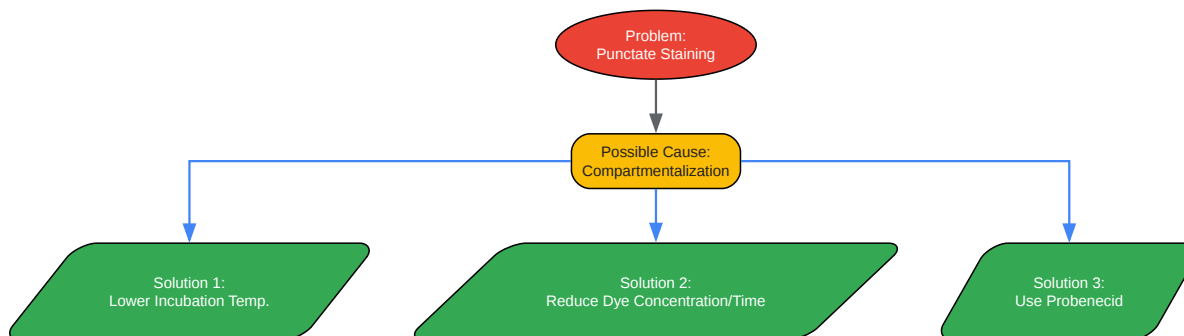 Problem:
Punctate Staining
Possible Cause:
Compartmentalization
Solution 1:
Lower Incubation Temp.
Solution 2:
Reduce Dye Concentration/Time
Solution 3:
Use Probenecid